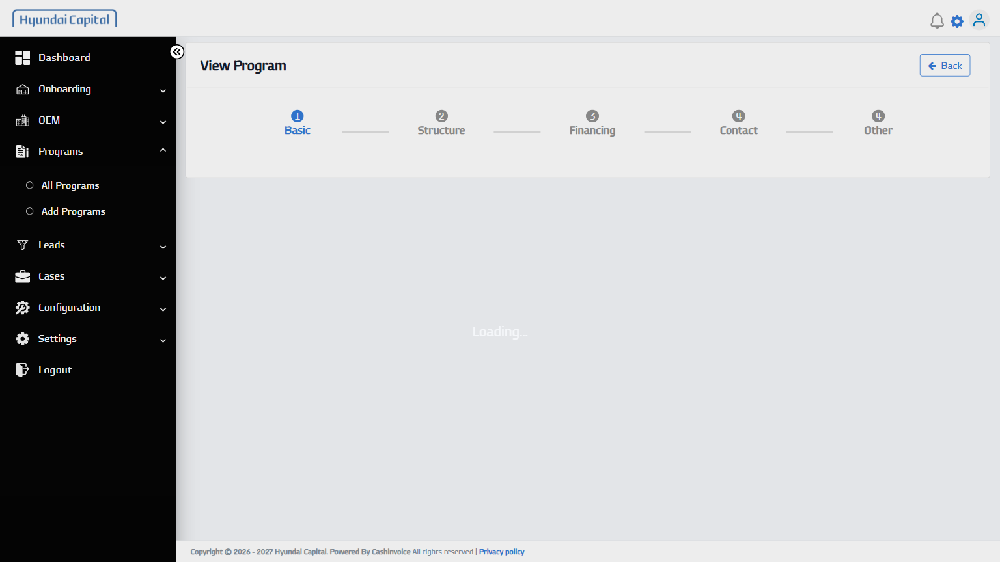 Hyundai Capital
Dashboard
Onboarding
OEM
Programs
All Programs
Add Programs
Leads
Cases
Configuration
Settings
Logout
View Program
Back
1
Basic
2
Structure
3
Financing
4
Contact
4
Other
Loading...
Copyright © 2026 - 2027 Hyundai Capital. Powered By Cashinvoice All rights reserved | Privacy policy